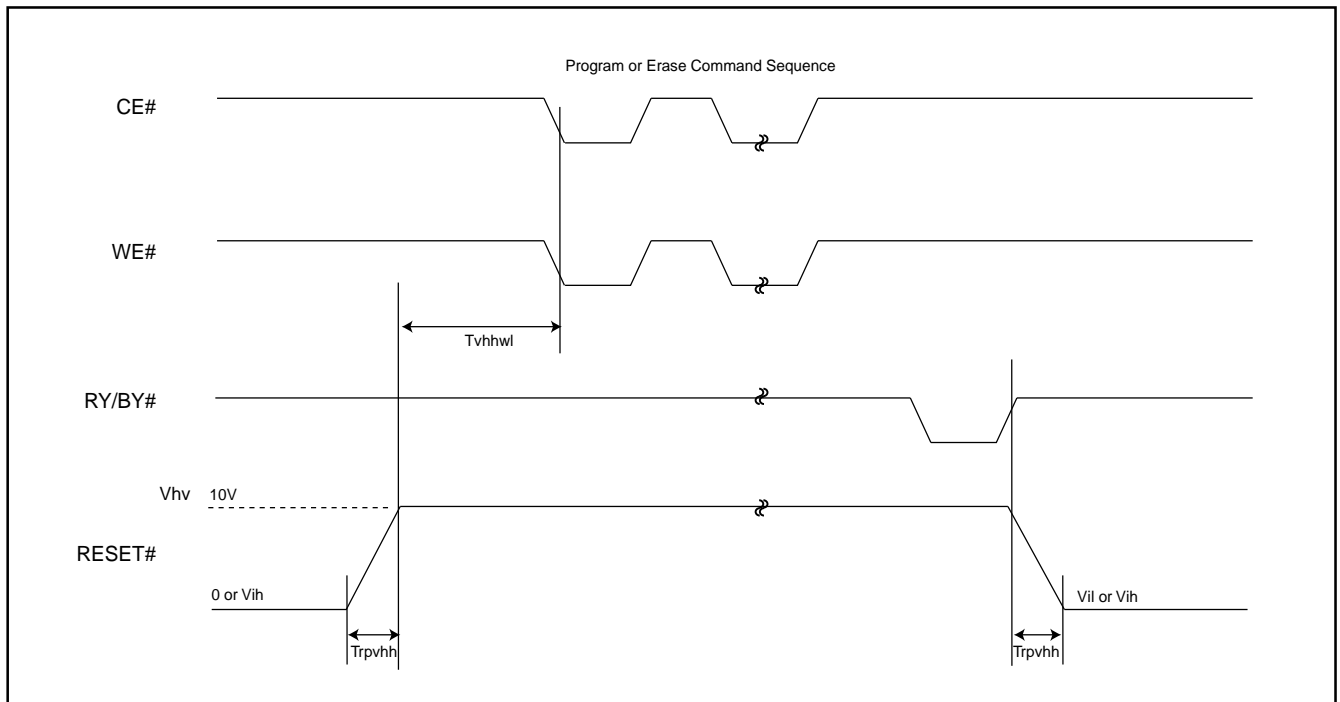 Program or Erase Command Sequence
CE#
WE#
Tvhhwl
RY/BY#
Vhv 10V
RESET#
0 or Vih
Vil or Vih
Trpvhh
Trpvhh